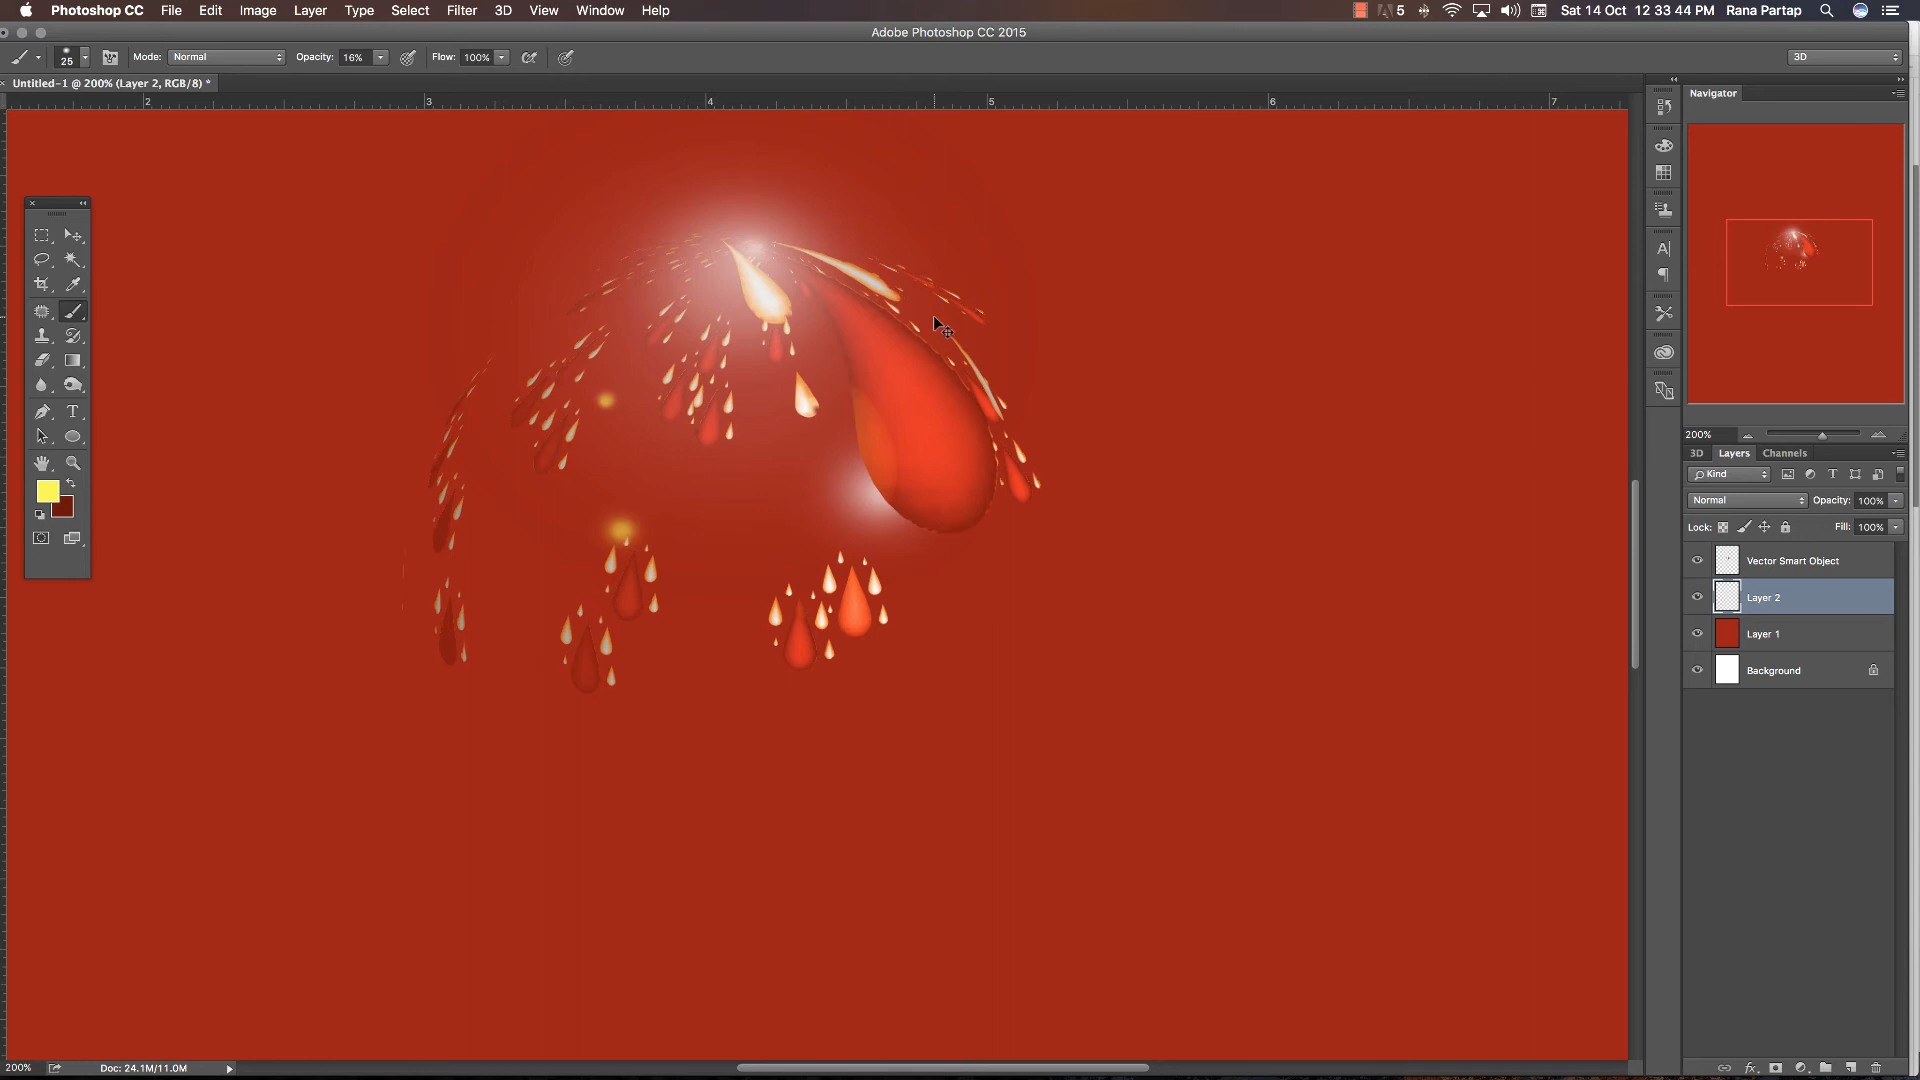 Photoshop CC File Edit Image Layer Type Select Filter 3D View Window Help 5 Sat 14 Oct 12 33 44 PM Rana Partap
Adobe Photoshop CC 2015
25 Mode: Normal Opacity: 16% Flow: 100% 3D
Untitled-1 @ 200% (Layer 2, RGB/8) *
2 3 4 5 6 7
Navigator
200%
3D Layers Channels
Kind
Normal Opacity: 100%
Lock: Fill: 100%
Vector Smart Object
Layer 2
Layer 1
Background
200% Doc: 24.1M/11.0M